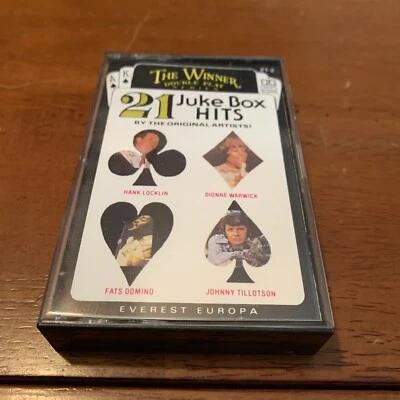 The Winner
DOUBLE PLAY
SERIES
A K
21 Juke Box
HITS
BY THE ORIGINAL ARTISTS!
HANK LOCKLIN
DIONNE WARWICK
FATS DOMINO
JOHNNY TILLOTSON
EVEREST EUROPA